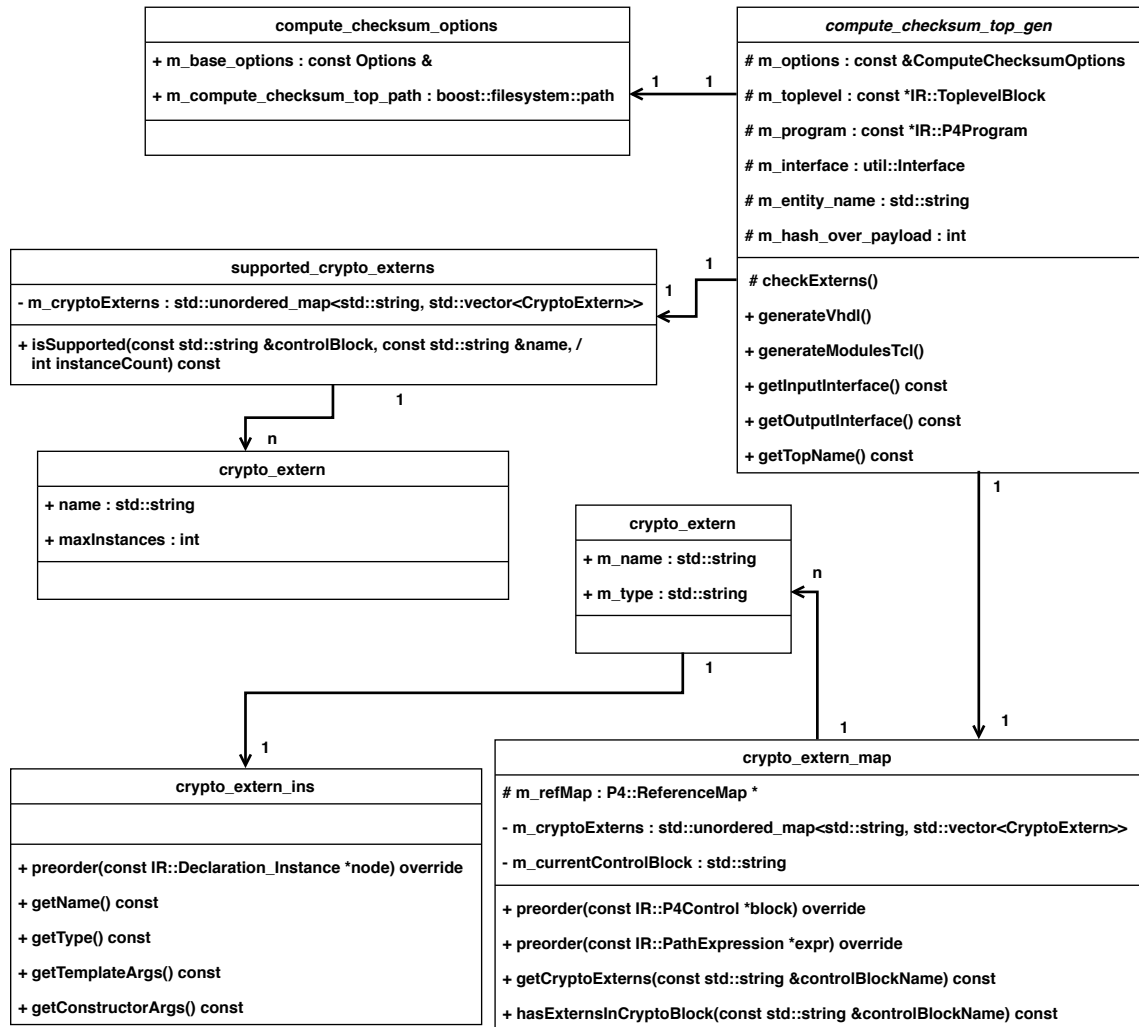 compute_checksum_options
+ m_base_options : const Options &
+ m_compute_checksum_top_path : boost::filesystem::path
1
1
compute_checksum_top_gen
# m_options : const &ComputeChecksumOptions
# m_toplevel : const *IR::ToplevelBlock
# m_program : const *IR::P4Program
# m_interface : util::Interface
# m_entity_name : std::string
# m_hash_over_payload : int
# checkExterns()
+ generateVhdl()
+ generateModulesTcl()
+ getInputInterface() const
+ getOutputInterface() const
+ getTopName() const
1
1
supported_crypto_externs
- m_cryptoExterns : std::unordered_map<std::string, std::vector<CryptoExtern>>
+ isSupported(const std::string &controlBlock, const std::string &name, /
int instanceCount) const
1
n
crypto_extern
+ name : std::string
+ maxInstances : int
1
1
crypto_extern
+ m_name : std::string
+ m_type : std::string
n
1
1
1
crypto_extern_ins
+ preorder(const IR::Declaration_Instance *node) override
+ getName() const
+ getType() const
+ getTemplateArgs() const
+ getConstructorArgs() const
crypto_extern_map
# m_refMap : P4::ReferenceMap *
- m_cryptoExterns : std::unordered_map<std::string, std::vector<CryptoExtern>>
- m_currentControlBlock : std::string
+ preorder(const IR::P4Control *block) override
+ preorder(const IR::PathExpression *expr) override
+ getCryptoExterns(const std::string &controlBlockName) const
+ hasExternsInCryptoBlock(const std::string &controlBlockName) const